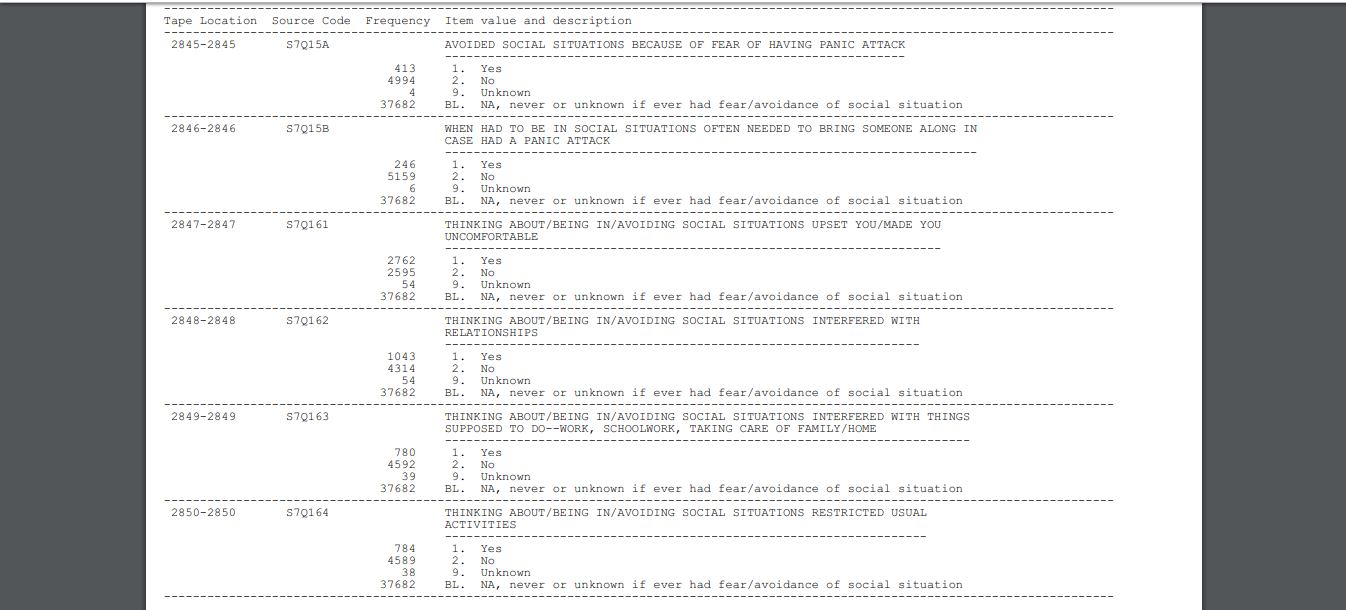 Tape Location Source Code Frequency Item value and description
2845-2845 S7Q15A AVOIDED SOCIAL SITUATIONS BECAUSE OF FEAR OF HAVING PANIC ATTACK
413 1. Yes
4994 2. No
4 9. Unknown
37682 BL. NA, never or unknown if ever had fear/avoidance of social situation
2846-2846 S7Q15B WHEN HAD TO BE IN SOCIAL SITUATIONS OFTEN NEEDED TO BRING SOMEONE ALONG IN
CASE HAD A PANIC ATTACK
246 1. Yes
5159 2. No
6 9. Unknown
37682 BL. NA, never or unknown if ever had fear/avoidance of social situation
2847-2847 S7Q161 THINKING ABOUT/BEING IN/AVOIDING SOCIAL SITUATIONS UPSET YOU/MADE YOU
UNCOMFORTABLE
2762 1. Yes
2595 2. No
54 9. Unknown
37682 BL. NA, never or unknown if ever had fear/avoidance of social situation
2848-2848 S7Q162 THINKING ABOUT/BEING IN/AVOIDING SOCIAL SITUATIONS INTERFERED WITH
RELATIONSHIPS
1043 1. Yes
4314 2. No
54 9. Unknown
37682 BL. NA, never or unknown if ever had fear/avoidance of social situation
2849-2849 S7Q163 THINKING ABOUT/BEING IN/AVOIDING SOCIAL SITUATIONS INTERFERED WITH THINGS
SUPPOSED TO DO--WORK, SCHOOLWORK, TAKING CARE OF FAMILY/HOME
780 1. Yes
4592 2. No
39 9. Unknown
37682 BL. NA, never or unknown if ever had fear/avoidance of social situation
2850-2850 S7Q164 THINKING ABOUT/BEING IN/AVOIDING SOCIAL SITUATIONS RESTRICTED USUAL
ACTIVITIES
784 1. Yes
4589 2. No
38 9. Unknown
37682 BL. NA, never or unknown if ever had fear/avoidance of social situation